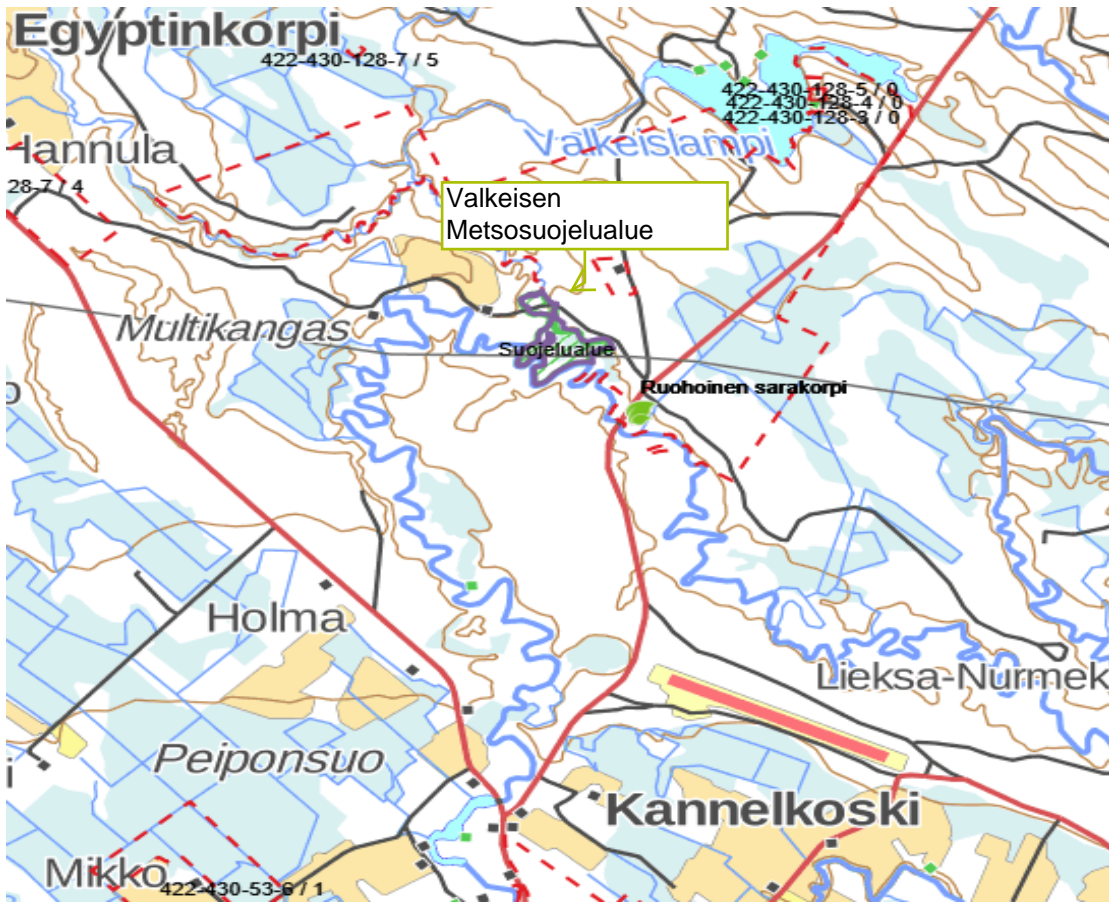 Egyptinkorpi
422-430-128-7 / 5
422-430-128-5 / 0
422-430-128-4 / 0
422-430-128-3 / 0
Valkeislampi
Iannula
28-7 / 4
Valkeisen
Metsosuojelualue
Multikangas
Suojelualue
Ruohoinen sarakorpi
Holma
Lieksa-Nurmek
Peiponsuo
Kannelkoski
Mikko
422-430-53-6 / 1